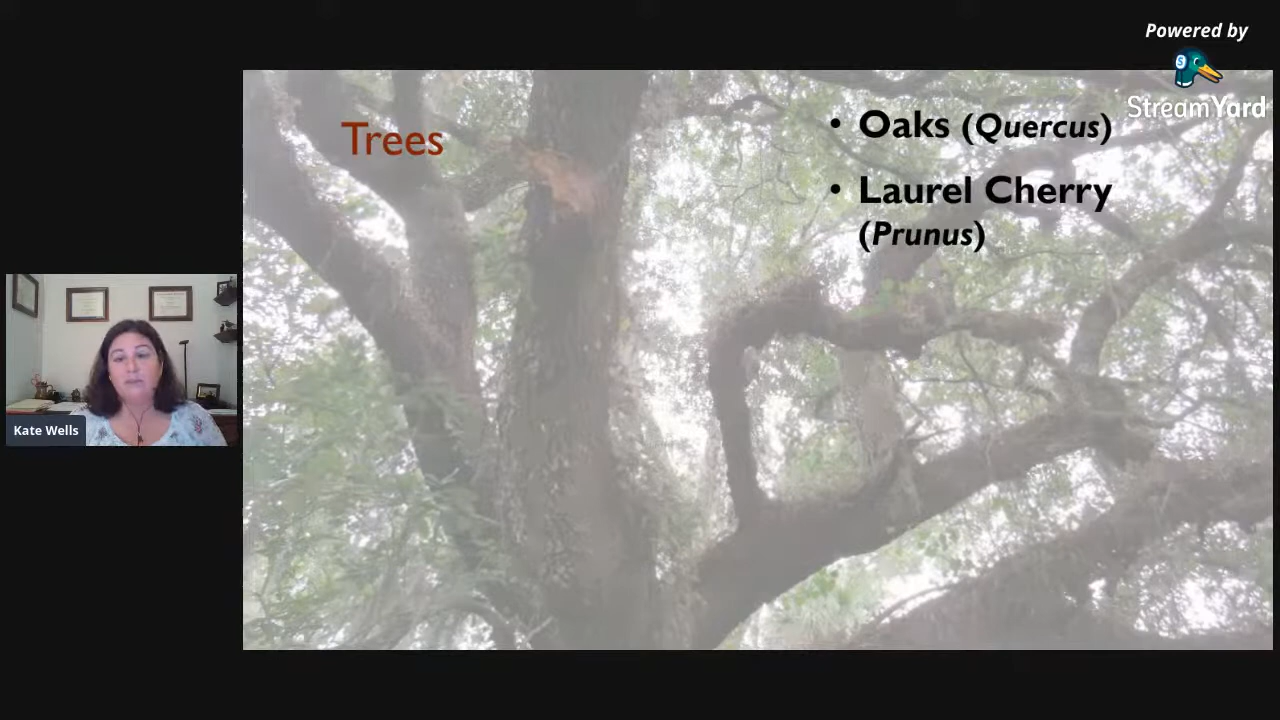 Powered by
StreamYard
Trees
• Oaks (Quercus)
• Laurel Cherry
(Prunus)
Kate Wells